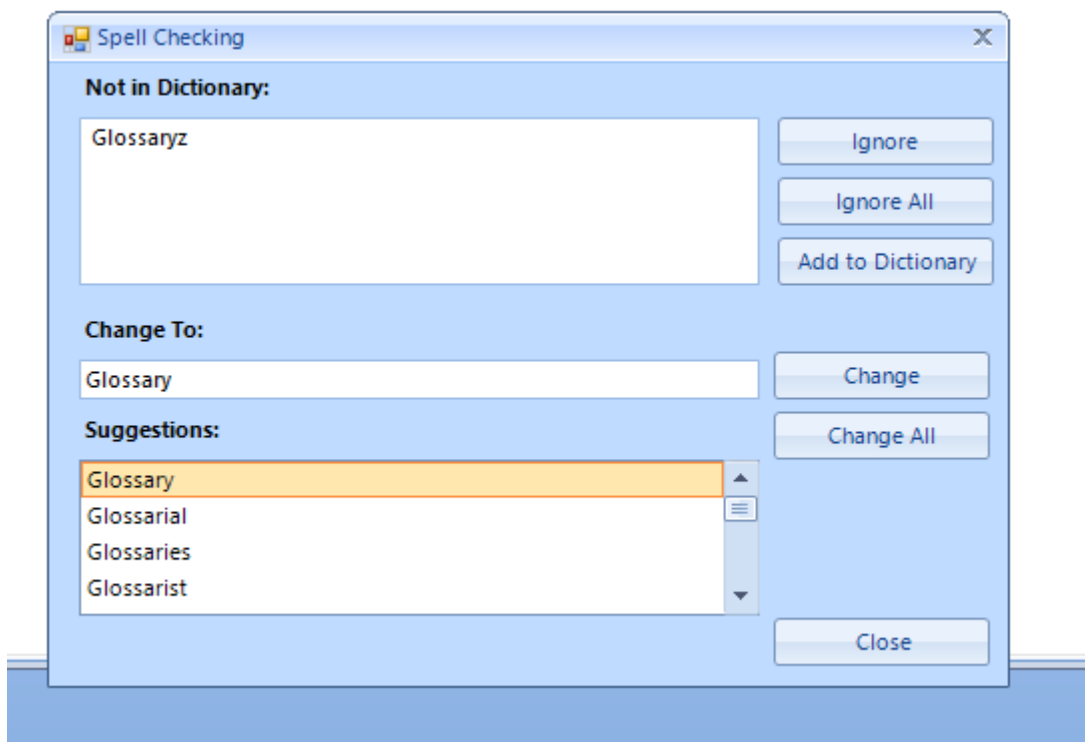 Spell Checking
Not in Dictionary:
Glossaryz
Ignore
Ignore All
Add to Dictionary
Change To:
Glossary
Change
Suggestions:
Change All
Glossary
Glossarial
Glossaries
Glossarist
Close